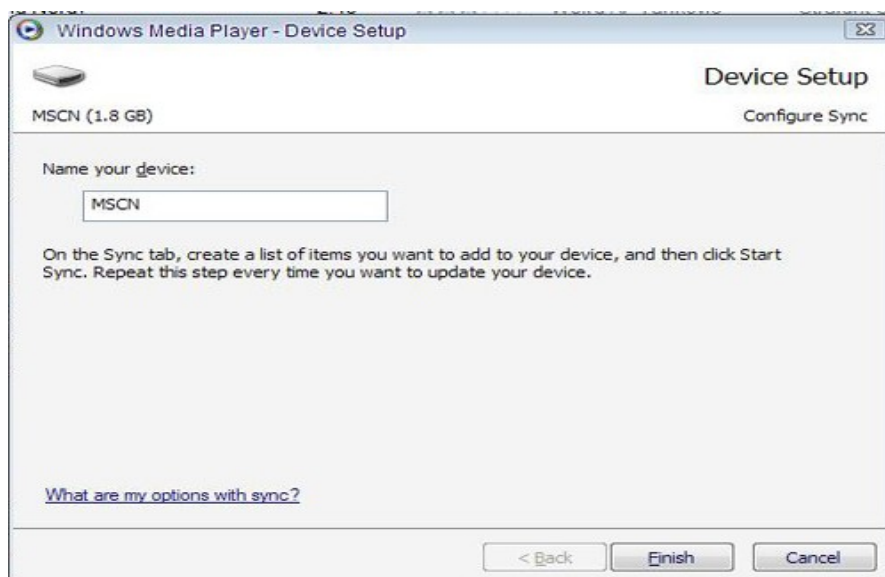 Windows Media Player - Device Setup
Device Setup
MSCN (1.8 GB)
Configure Sync
Name your device:
MSCN
On the Sync tab, create a list of items you want to add to your device, and then click Start
Sync. Repeat this step every time you want to update your device.
What are my options with sync?
< Back
Finish
Cancel